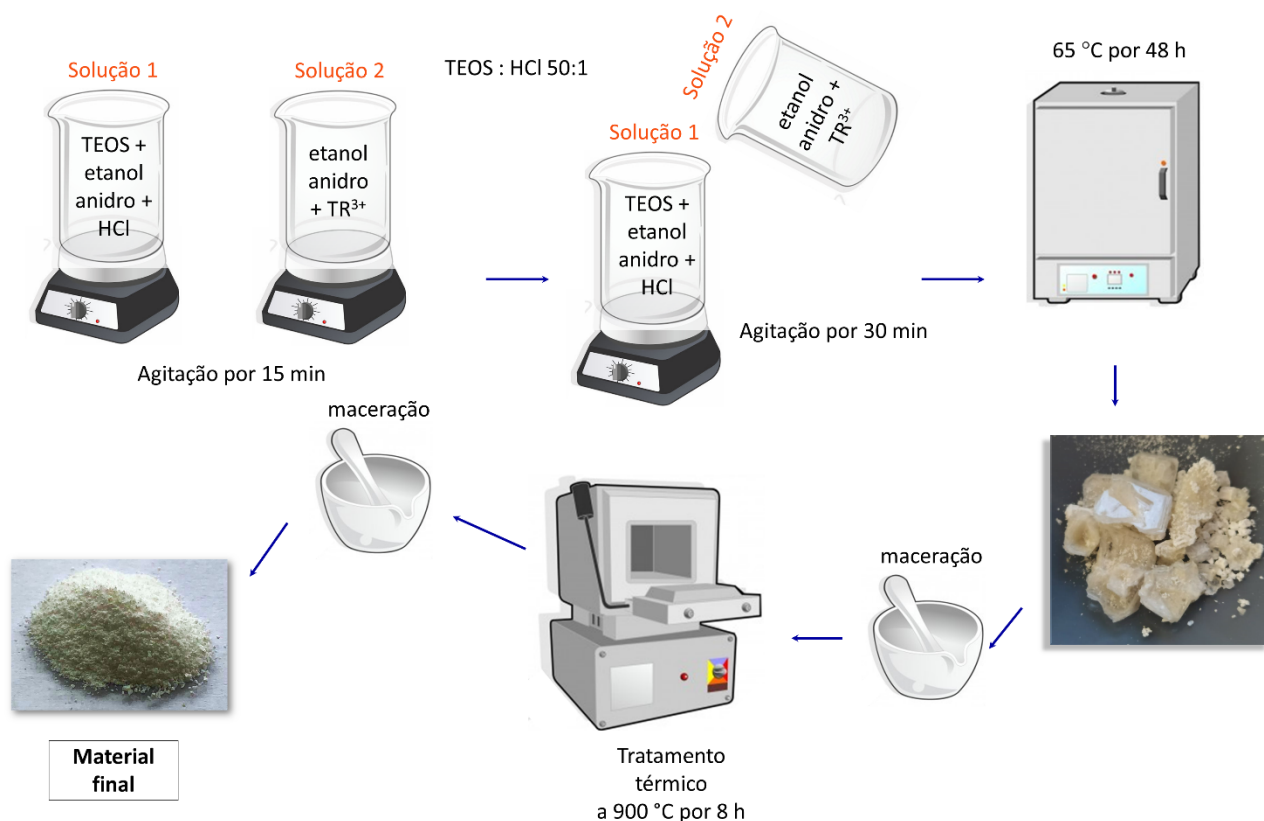 Solução 1
TEOS +
etanol
anidro +
HCl
Solução 2
etanol
anidro
+ TR³⁺
Agitação por 15 min
TEOS : HCl 50:1
Solução 2
etanol
anidro +
TR³⁺
Solução 1
TEOS +
etanol
anidro +
HCl
Agitação por 30 min
65 °C por 48 h
maceração
Tratamento
térmico
a 900 °C por 8 h
maceração
Material
final